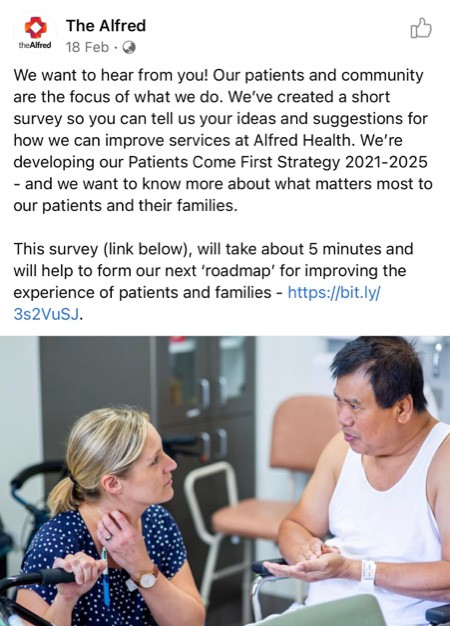 The Alfred
theAlfred
18 Feb ·
We want to hear from you! Our patients and community
are the focus of what we do. We’ve created a short
survey so you can tell us your ideas and suggestions for
how we can improve services at Alfred Health. We’re
developing our Patients Come First Strategy 2021-2025
- and we want to know more about what matters most to
our patients and their families.
This survey (link below), will take about 5 minutes and
will help to form our next ‘roadmap’ for improving the
experience of patients and families - https://bit.ly/
3s2VuSJ.